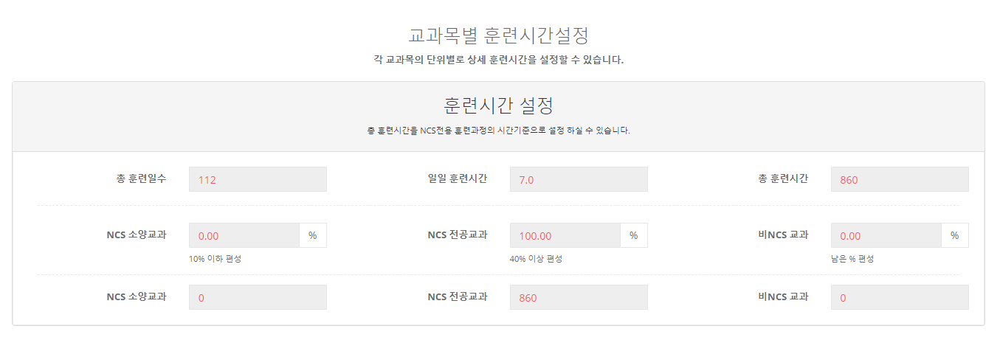 교과목별 훈련시간설정
각 교과목의 단위별로 상세 훈련시간을 설정할 수 있습니다.
훈련시간 설정
총 훈련시간을 NCS전용 훈련과정의 시간기준으로 설정 하실 수 있습니다.
총 훈련일수 112 일일 훈련시간 7.0 총 훈련시간 860
NCS 소양교과 0.00 % NCS 전공교과 100.00 % 비NCS 교과 0.00 %
10% 이하 편성 40% 이상 편성 남은 % 편성
NCS 소양교과 0 NCS 전공교과 860 비NCS 교과 0